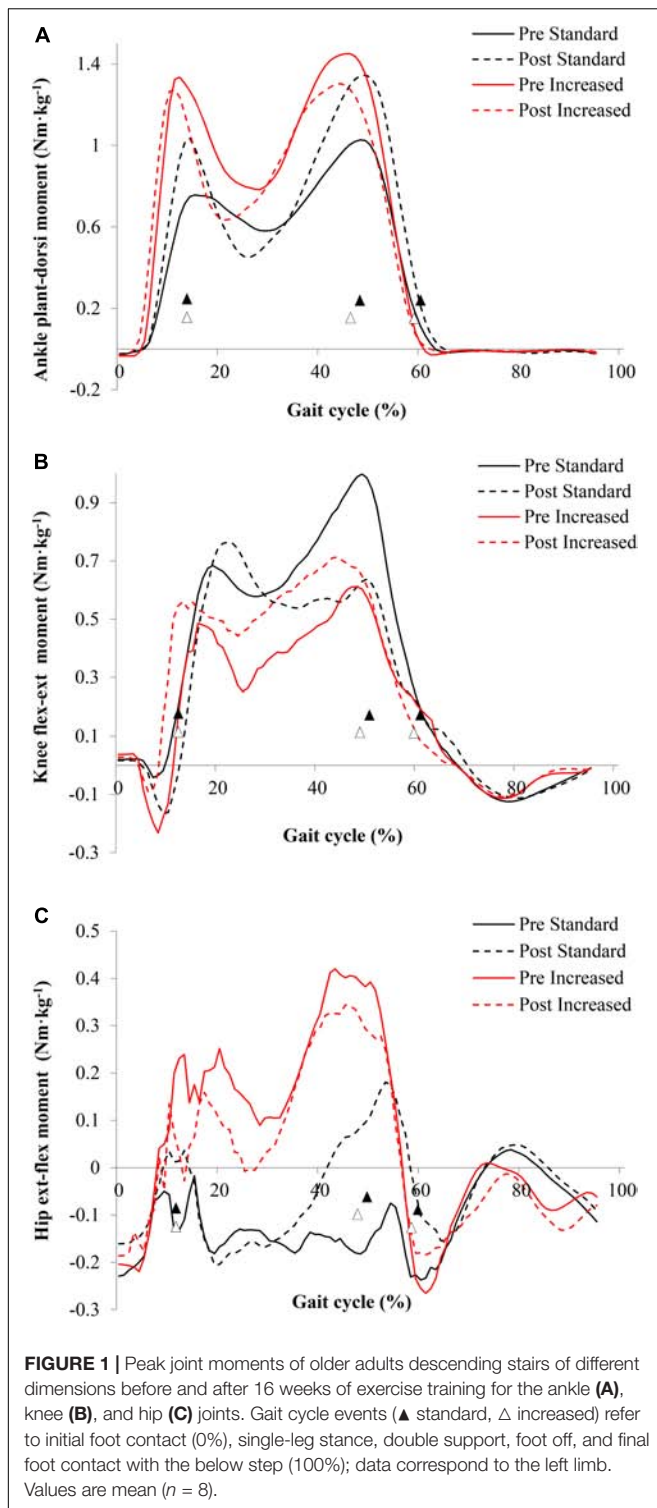 A
Pre Standard
Post Standard
Pre Increased
Post Increased
Ankle plant-dorsi moment (Nm·kg⁻¹)
1.4
1
0.6
0.2
-0.2
0 20 40 60 80 100
Gait cycle (%)
B
Pre Standard
Post Standard
Pre Increased
Post Increased
Knee flex-ext moment (Nm·kg⁻¹)
0.9
0.7
0.5
0.3
0.1
-0.1
-0.3
0 20 40 60 80 100
Gait cycle (%)
C
Pre Standard
Post Standard
Pre Increased
Post Increased
Hip ext-flex moment (Nm·kg⁻¹)
0.5
0.4
0.3
0.2
0.1
0
-0.1
-0.2
-0.3
0 20 40 60 80 100
Gait cycle (%)
FIGURE 1 | Peak joint moments of older adults descending stairs of different
dimensions before and after 16 weeks of exercise training for the ankle (A),
knee (B), and hip (C) joints. Gait cycle events (▲ standard, △ increased) refer
to initial foot contact (0%), single-leg stance, double support, foot off, and final
foot contact with the below step (100%); data correspond to the left limb.
Values are mean (n = 8).